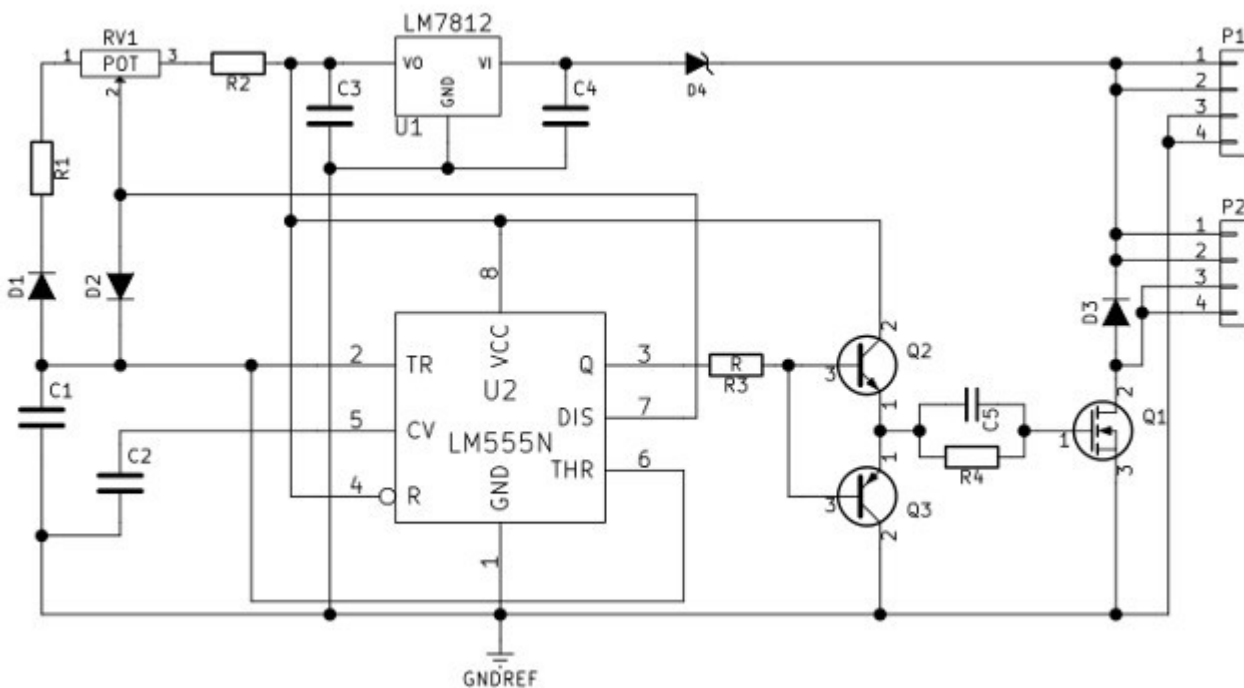 LM7812
P1
RV1
1 POT 3
2
R2
VO VI
GND
U1
C3
C4
D4
1
2
3
4
R1
P2
1
2
3
4
D1
D2
D3
8
VCC
2 TR
Q 3
R
R3
U2
C1
5 CV
DIS 7
LM555N
C2
THR 6
4 R
GND
1
2
3
Q2
1
C5
R4
1
3
Q3
2
2
1
Q1
3
GNDREF